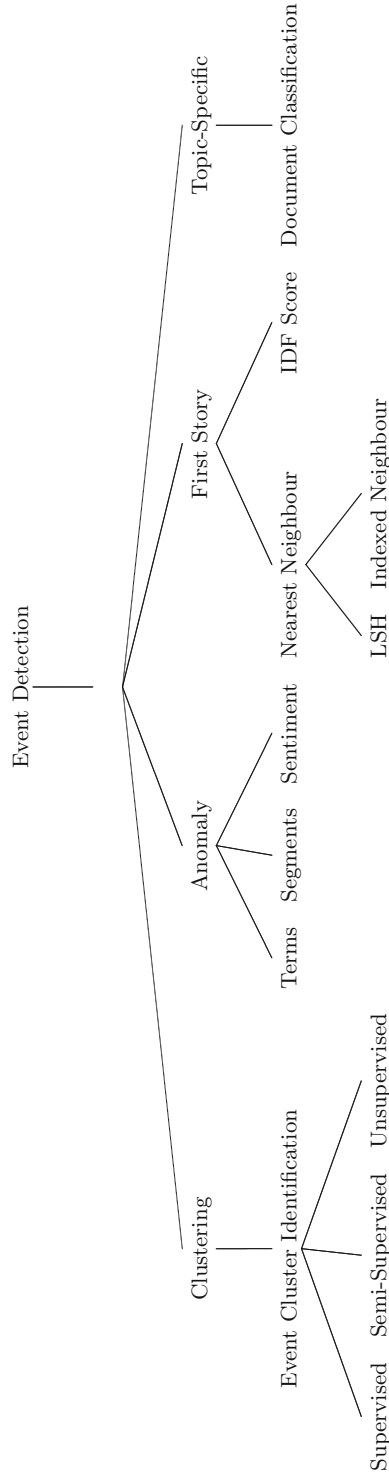 Event Detection
Clustering
Anomaly
First Story
Topic-Specific
Event Cluster Identification
Terms
Segments
Sentiment
Nearest Neighbour
IDF Score
Document Classification
Supervised
Semi-Supervised
Unsupervised
LSH
Indexed Neighbour